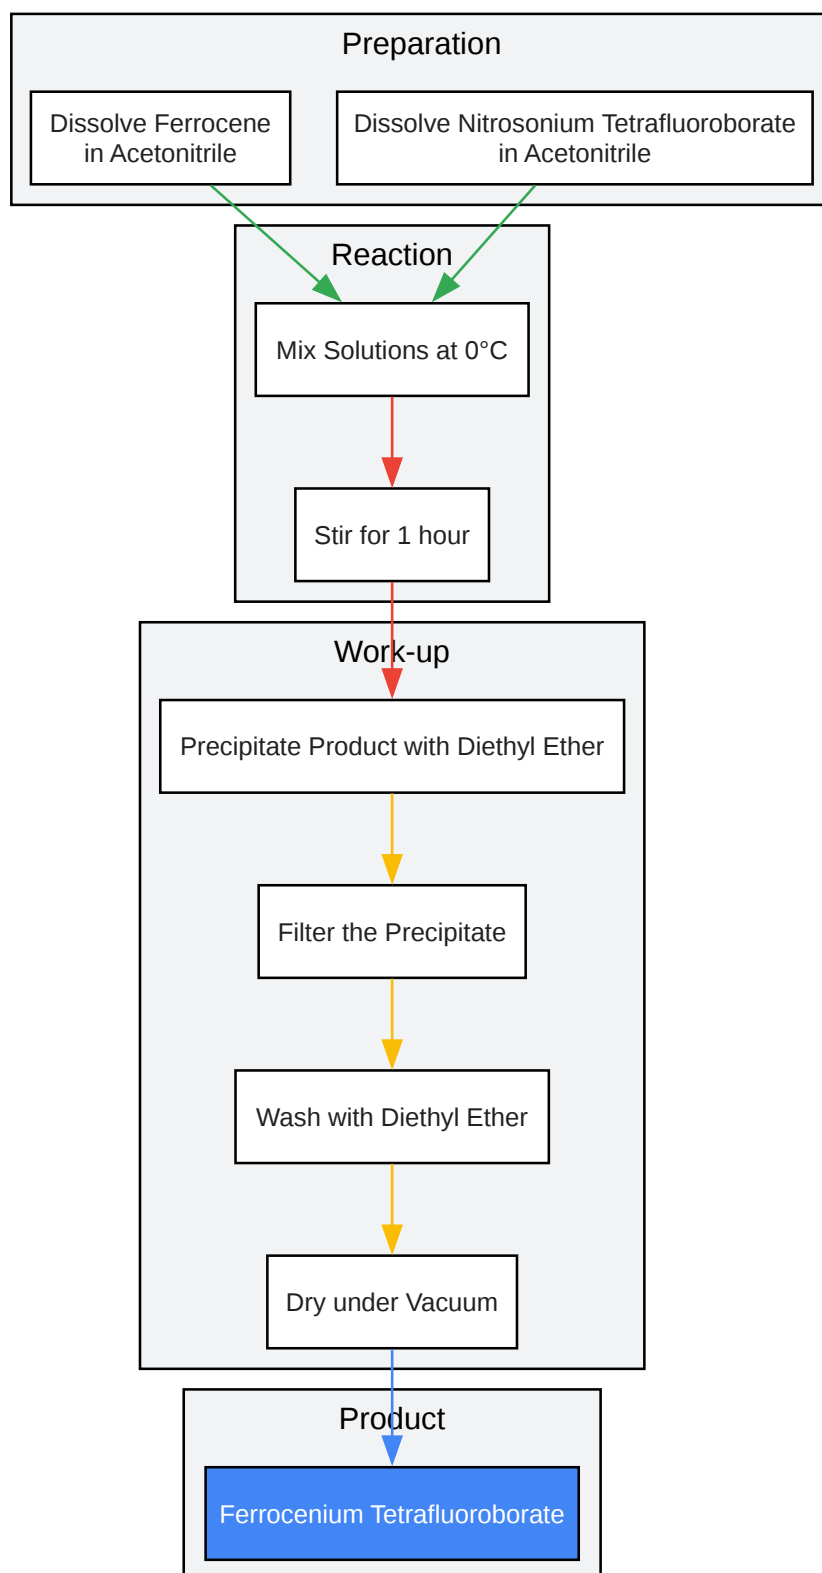 Preparation
Dissolve Ferrocene
in Acetonitrile
Dissolve Nitrosonium Tetrafluoroborate
in Acetonitrile
Reaction
Mix Solutions at 0°C
Stir for 1 hour
Work-up
Precipitate Product with Diethyl Ether
Filter the Precipitate
Wash with Diethyl Ether
Dry under Vacuum
Product
Ferrocenium Tetrafluoroborate